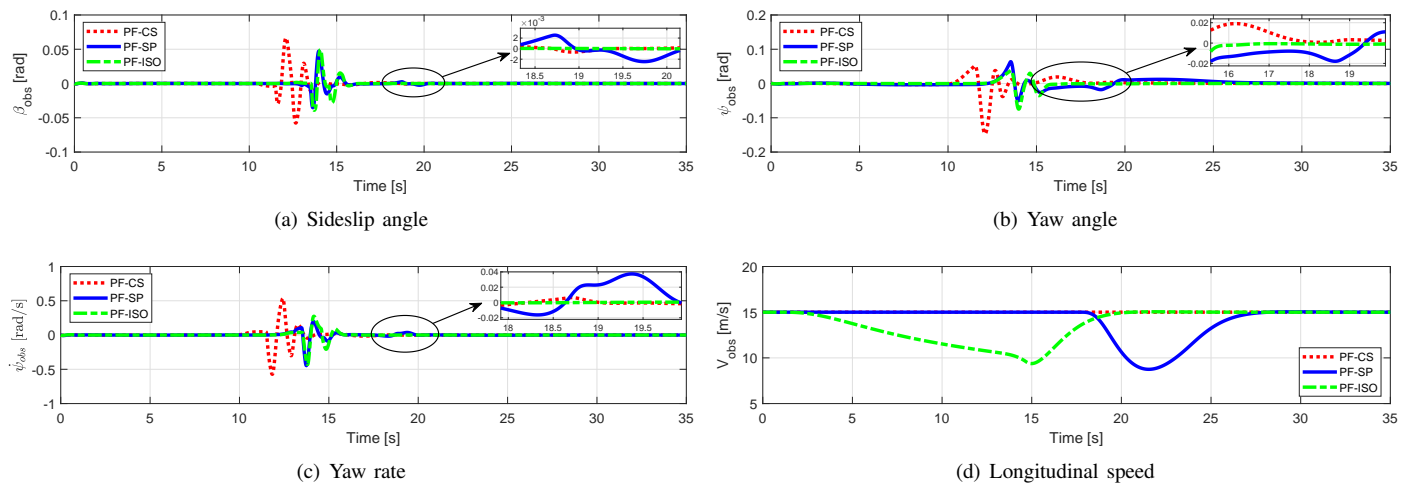 0.1
0.05
0
-0.05
-0.1
β_obs [rad]
PF-CS
PF-SP
PF-ISO
×10^-3
2
0
-2
18.5 19 19.5 20
0 5 10 15 20 25 30 35
Time [s]
(a) Sideslip angle
0.2
0.1
0
0.1
0.2
ψ_obs [rad]
PF-CS
PF-SP
PF-ISO
0.02
0
-0.02
16 17 18 19
0 5 10 15 20 25 30 35
Time [s]
(b) Yaw angle
1
0.5
0
-0.5
-1
ψ̇_obs [rad/s]
PF-CS
PF-SP
PF-ISO
0.04
0.02
0
-0.02
18 18.5 19 19.5
0 5 10 15 20 25 30 35
Time [s]
(c) Yaw rate
20
15
10
5
V_obs [m/s]
PF-CS
PF-SP
PF-ISO
0 5 10 15 20 25 30 35
Time [s]
(d) Longitudinal speed